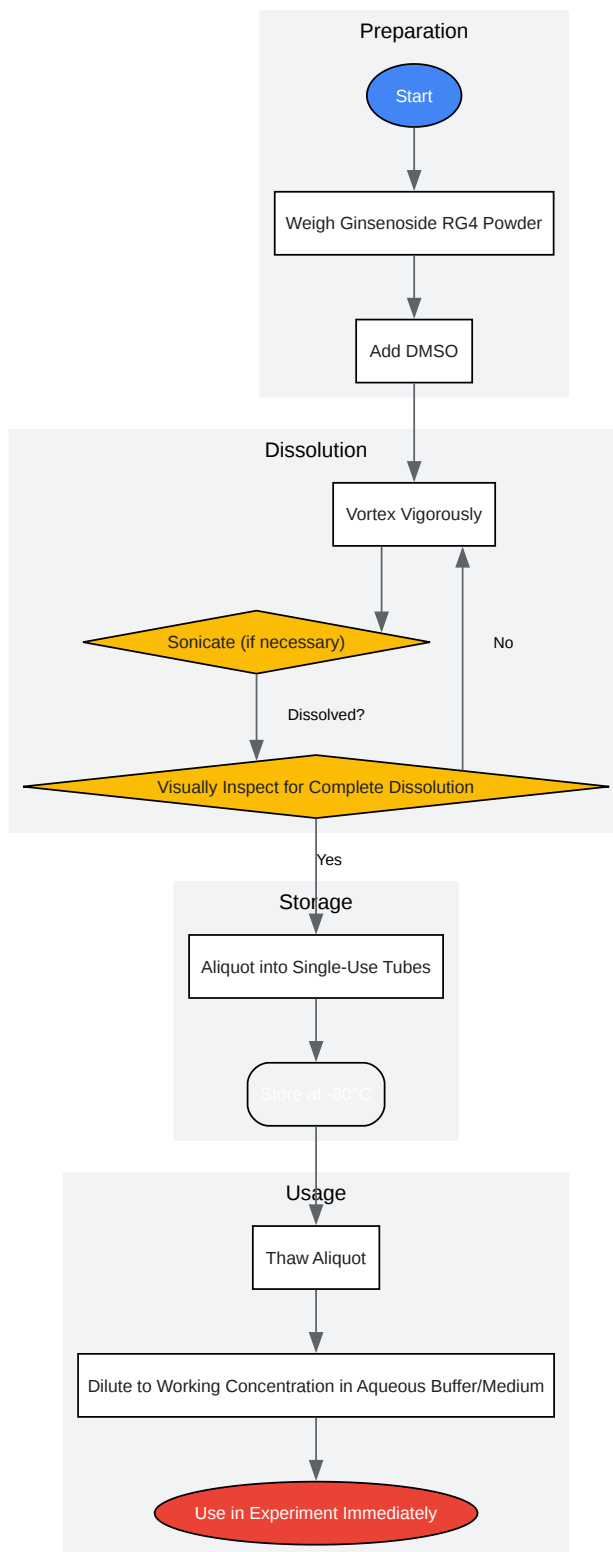 Preparation
Start
Weigh Ginsenoside RG4 Powder
Add DMSO
Dissolution
Vortex Vigorously
Sonicate (if necessary)
No
Dissolved?
Visually Inspect for Complete Dissolution
Yes
Storage
Aliquot into Single-Use Tubes
Store at -80°C
Usage
Thaw Aliquot
Dilute to Working Concentration in Aqueous Buffer/Medium
Use in Experiment Immediately